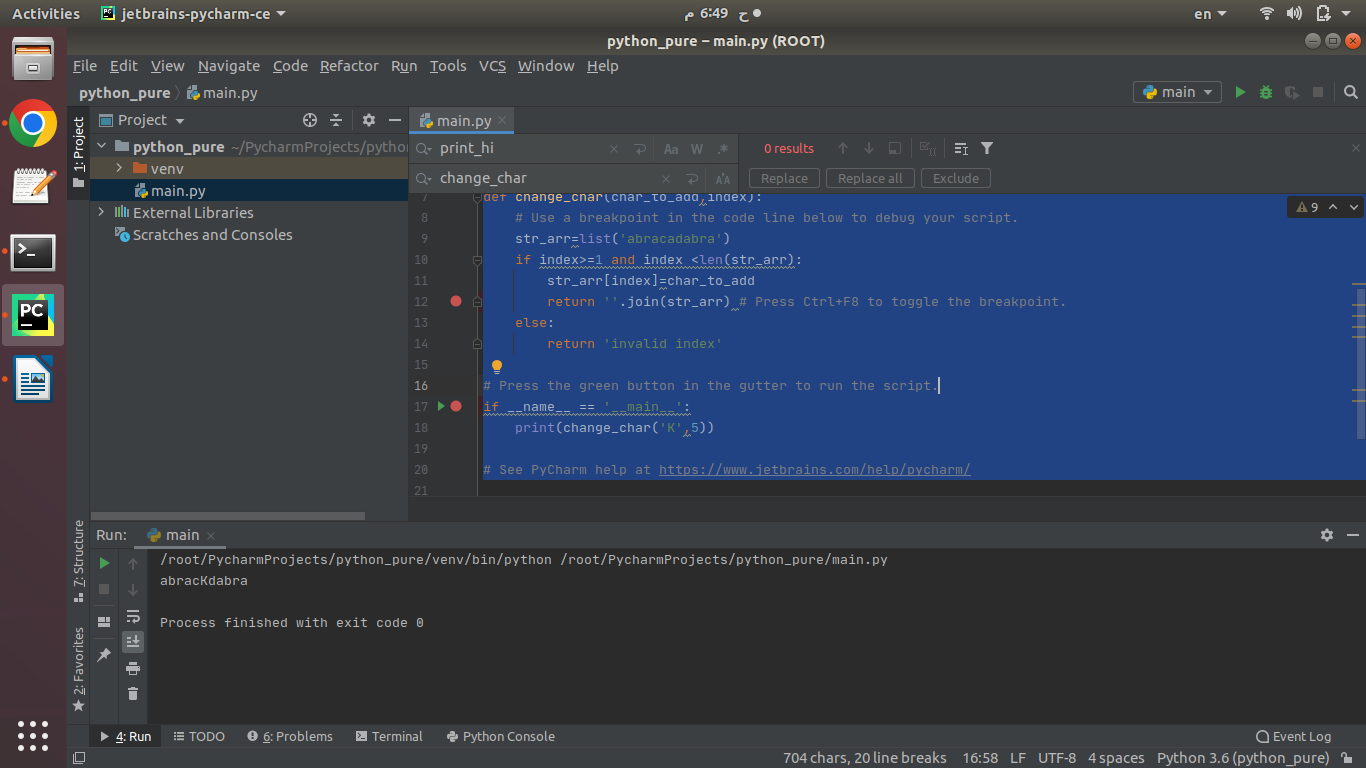 Activities jetbrains-pycharm-ce ح 6:49 م en
python_pure – main.py (ROOT)
File Edit View Navigate Code Refactor Run Tools VCS Window Help
python_pure main.py main
1: Project
Project main.py
python_pure ~/PycharmProjects/python
venv
main.py
External Libraries
Scratches and Consoles
print_hi Aa W .* 0 results
change_char Replace Replace all Exclude
9
7 def change_char(char_to_add,index):
8 # Use a breakpoint in the code line below to debug your script.
9 str_arr=list('abracadabra')
10 if index>=1 and index <len(str_arr):
11 str_arr[index]=char_to_add
12 return ''.join(str_arr) # Press Ctrl+F8 to toggle the breakpoint.
13 else:
14 return 'invalid index'
15
16 # Press the green button in the gutter to run the script.
17 if __name__ == '__main__':
18 print(change_char('K',5))
19
20 # See PyCharm help at https://www.jetbrains.com/help/pycharm/
21
Run: main
/root/PycharmProjects/python_pure/venv/bin/python /root/PycharmProjects/python_pure/main.py
abracKdabra
Process finished with exit code 0
7: Structure
2: Favorites
4: Run TODO 6: Problems Terminal Python Console Event Log
704 chars, 20 line breaks 16:58 LF UTF-8 4 spaces Python 3.6 (python_pure)